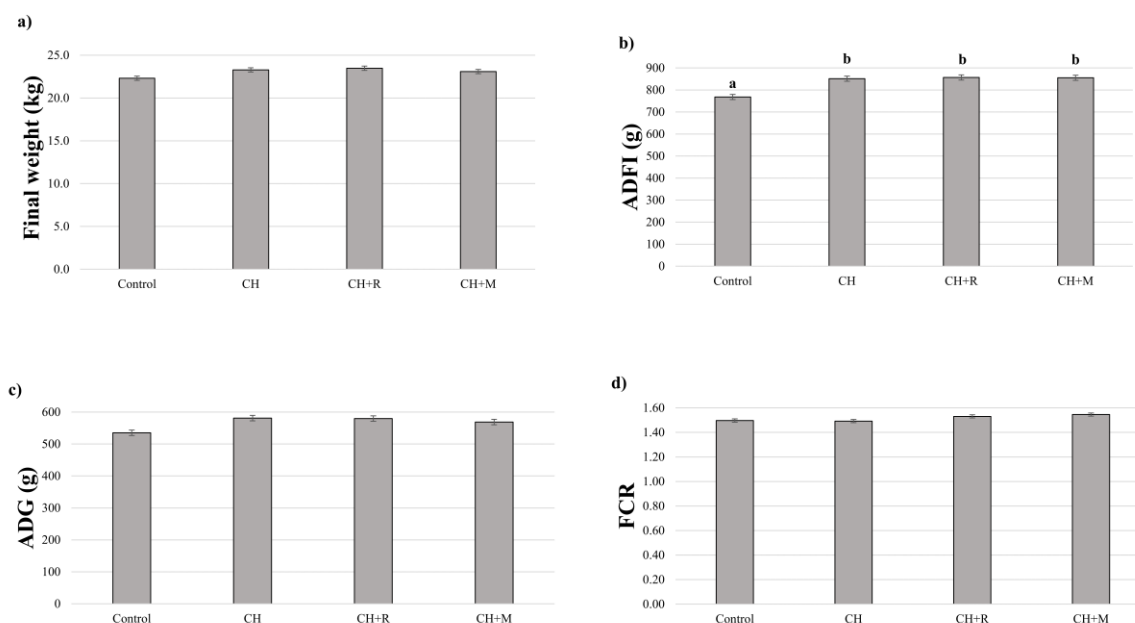 a)
Final weight (kg)
25.0
20.0
15.0
10.0
5.0
0.0
Control CH CH+R CH+M
b)
ADFI (g)
900
800
700
600
500
400
300
200
100
0
a b b b
Control CH CH+R CH+M
c)
ADG (g)
600
500
400
300
200
100
0
Control CH CH+R CH+M
d)
FCR
1.60
1.40
1.20
1.00
0.80
0.60
0.40
0.20
0.00
Control CH CH+R CH+M